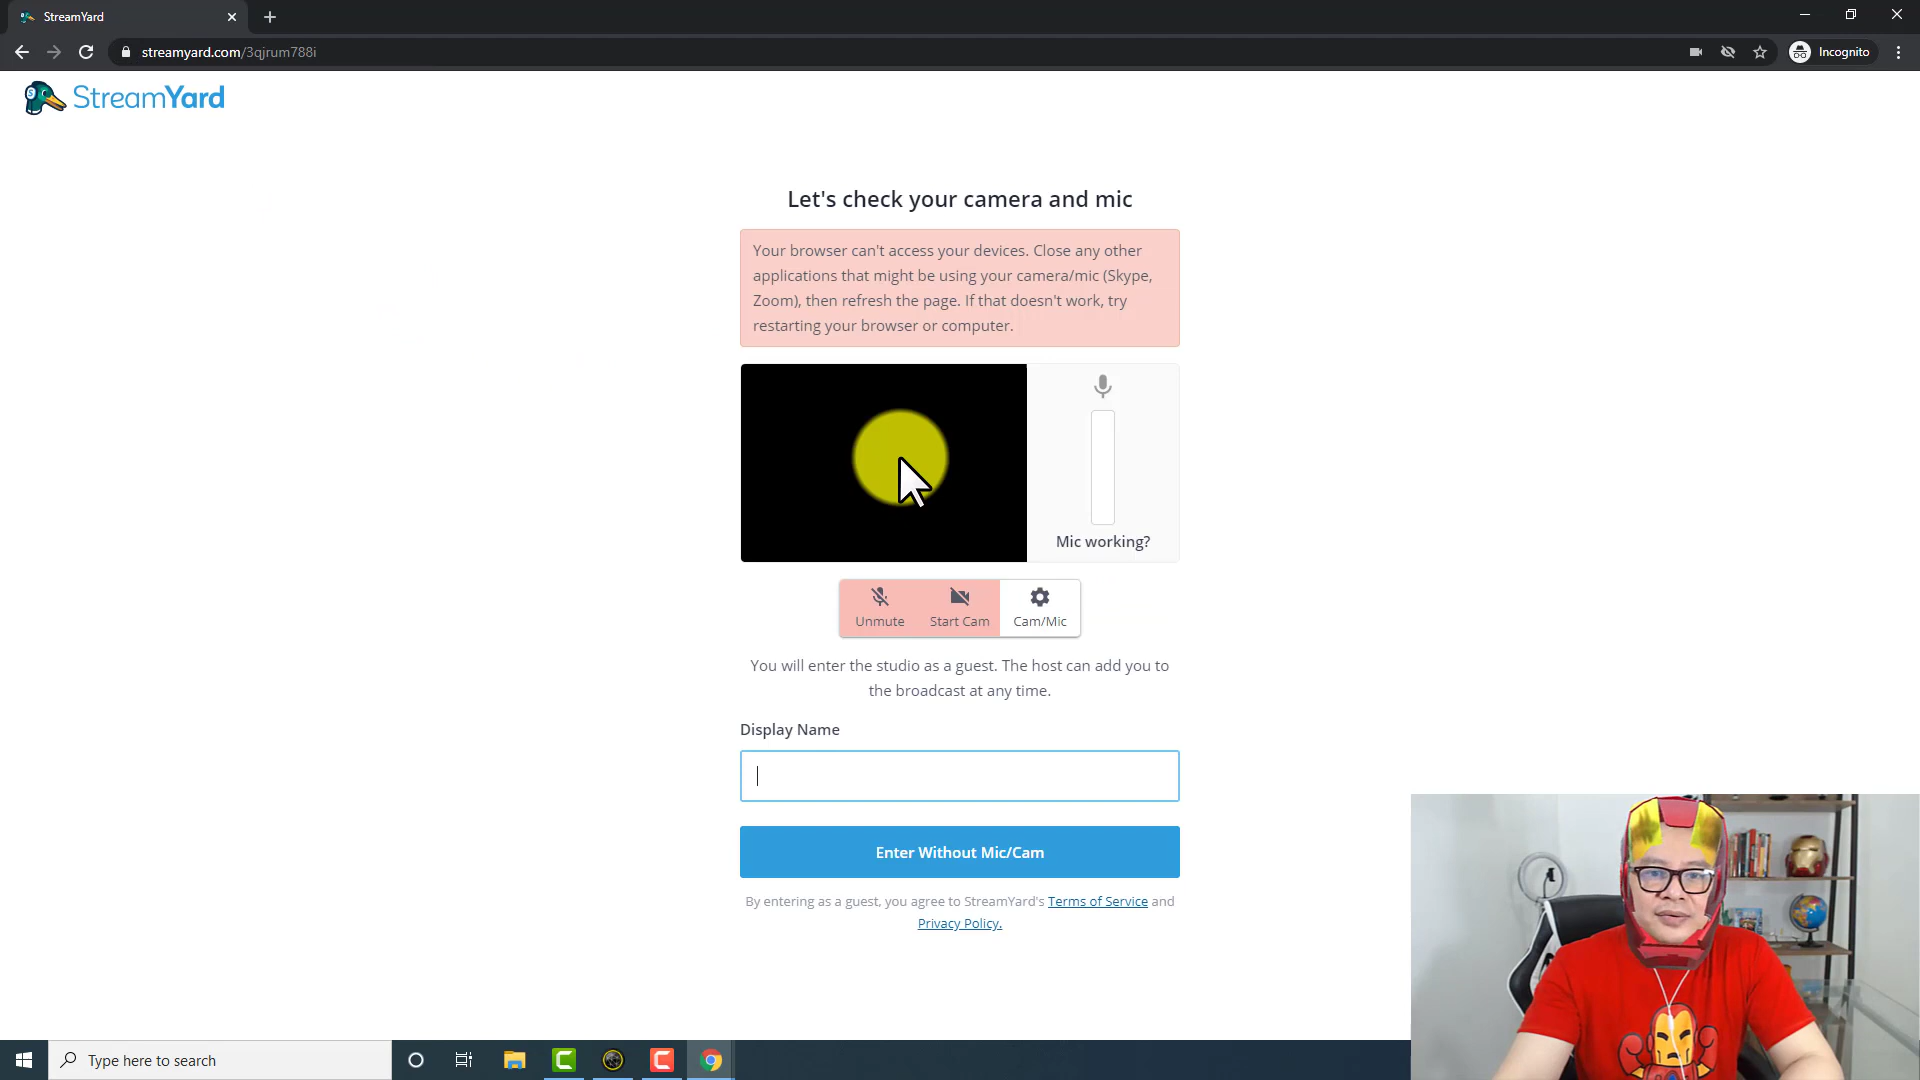 StreamYard
streamyard.com/3qjrum788i
Incognito
StreamYard
Let's check your camera and mic
Your browser can't access your devices. Close any other
applications that might be using your camera/mic (Skype,
Zoom), then refresh the page. If that doesn't work, try
restarting your browser or computer.
Mic working?
Unmute
Start Cam
Cam/Mic
You will enter the studio as a guest. The host can add you to
the broadcast at any time.
Display Name
Enter Without Mic/Cam
By entering as a guest, you agree to StreamYard's Terms of Service and
Privacy Policy.
Type here to search